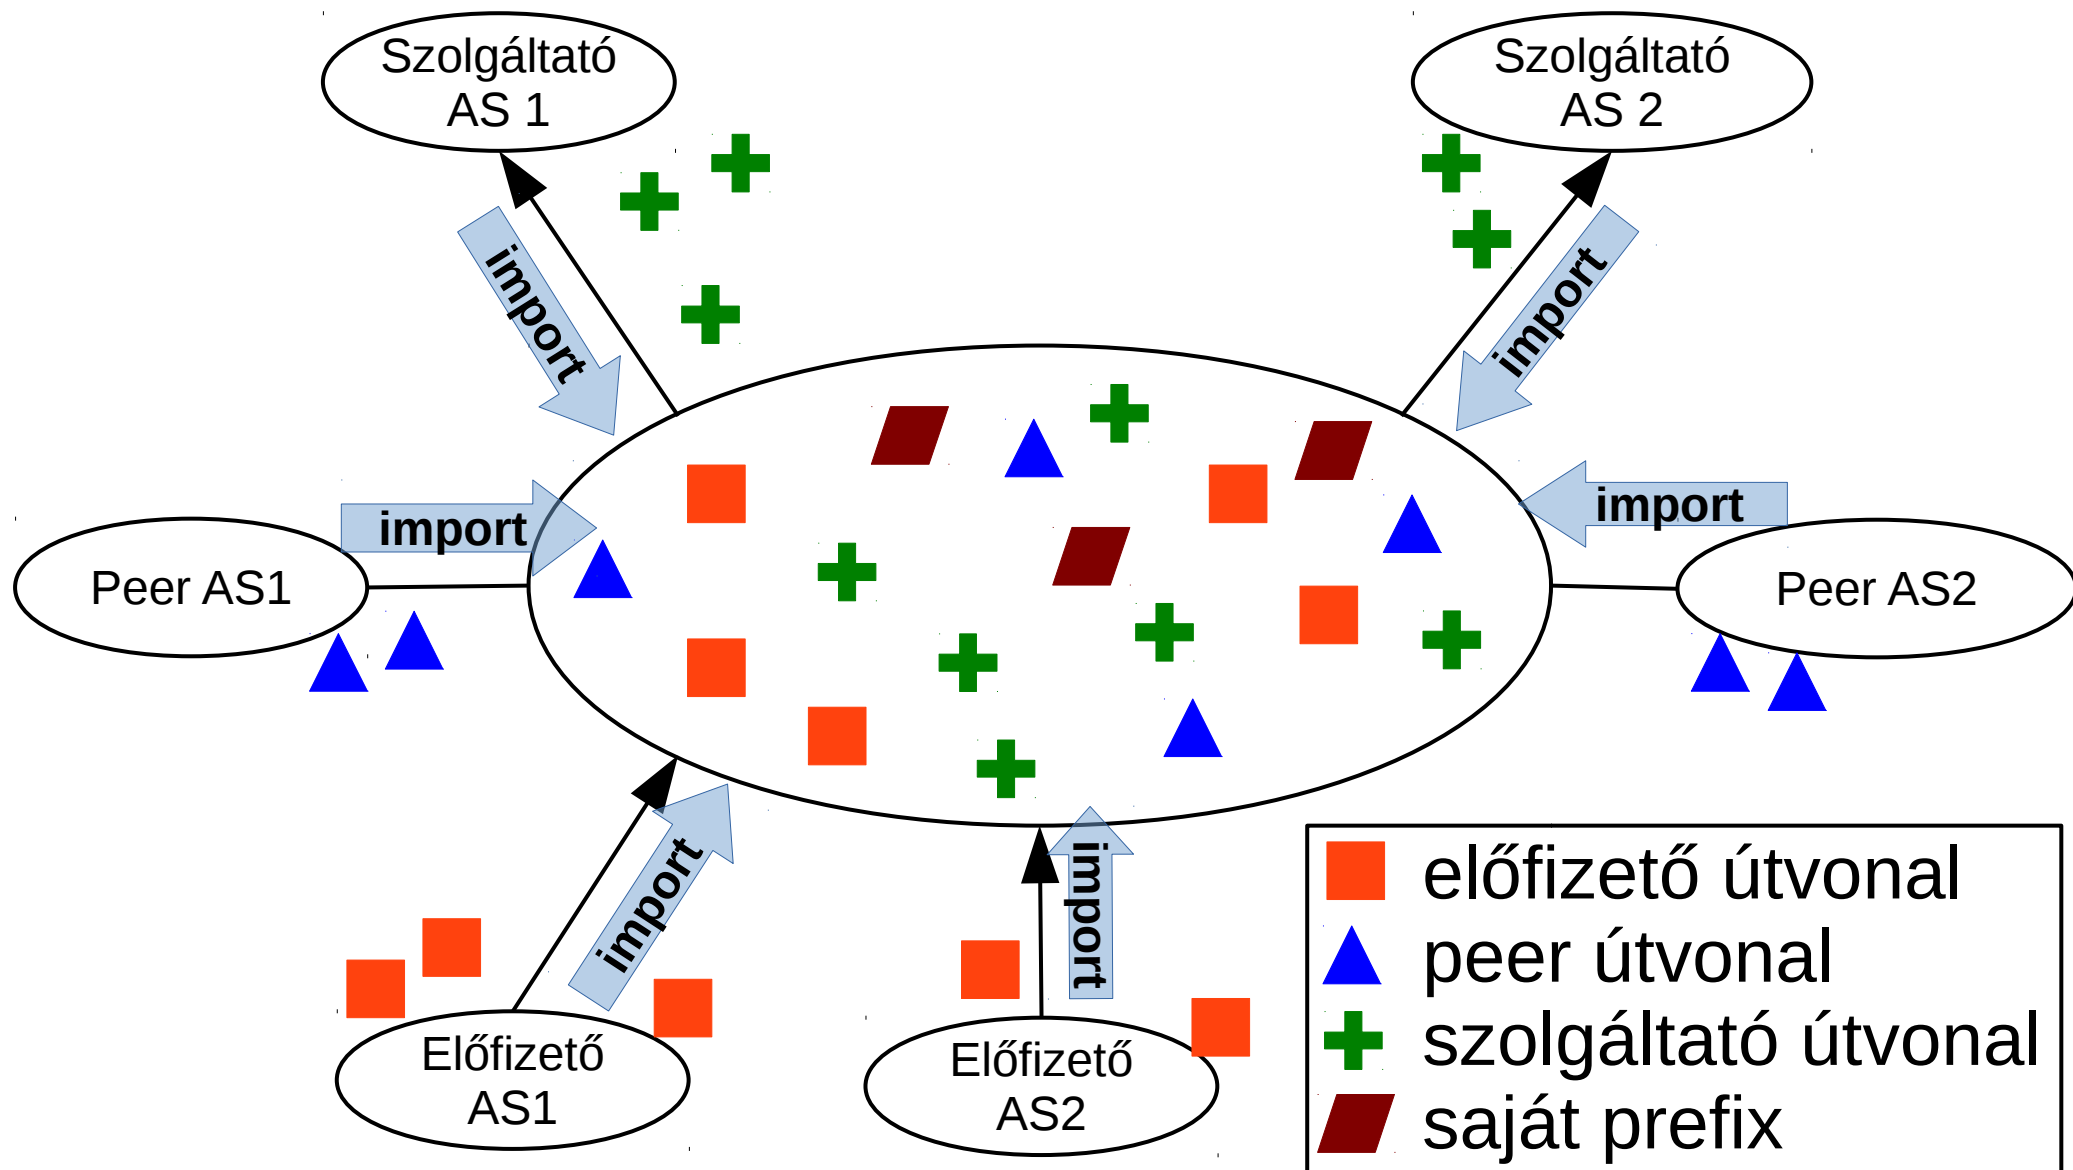 Szolgáltató
AS 1
Szolgáltató
AS 2
import
import
import
import
Peer AS1
Peer AS2
import
import
Előfizető
AS1
Előfizető
AS2
előfizető útvonal
peer útvonal
szolgáltató útvonal
saját prefix